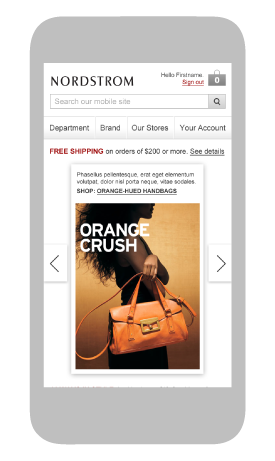 NORDSTROM
Hello Firstname.
Sign out
0
Search our mobile site
Department Brand Our Stores Your Account
FREE SHIPPING on orders of $200 or more. See details
Phasellus pellentesque, erat eget elementum
volutpat, dolor nisl porta neque, vitae sodales.
SHOP: ORANGE-HUED HANDBAGS
ORANGE
CRUSH